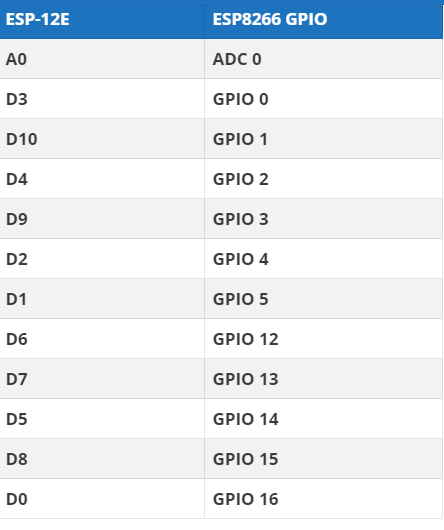 ESP-12E ESP8266 GPIO
A0 ADC 0
D3 GPIO 0
D10 GPIO 1
D4 GPIO 2
D9 GPIO 3
D2 GPIO 4
D1 GPIO 5
D6 GPIO 12
D7 GPIO 13
D5 GPIO 14
D8 GPIO 15
D0 GPIO 16